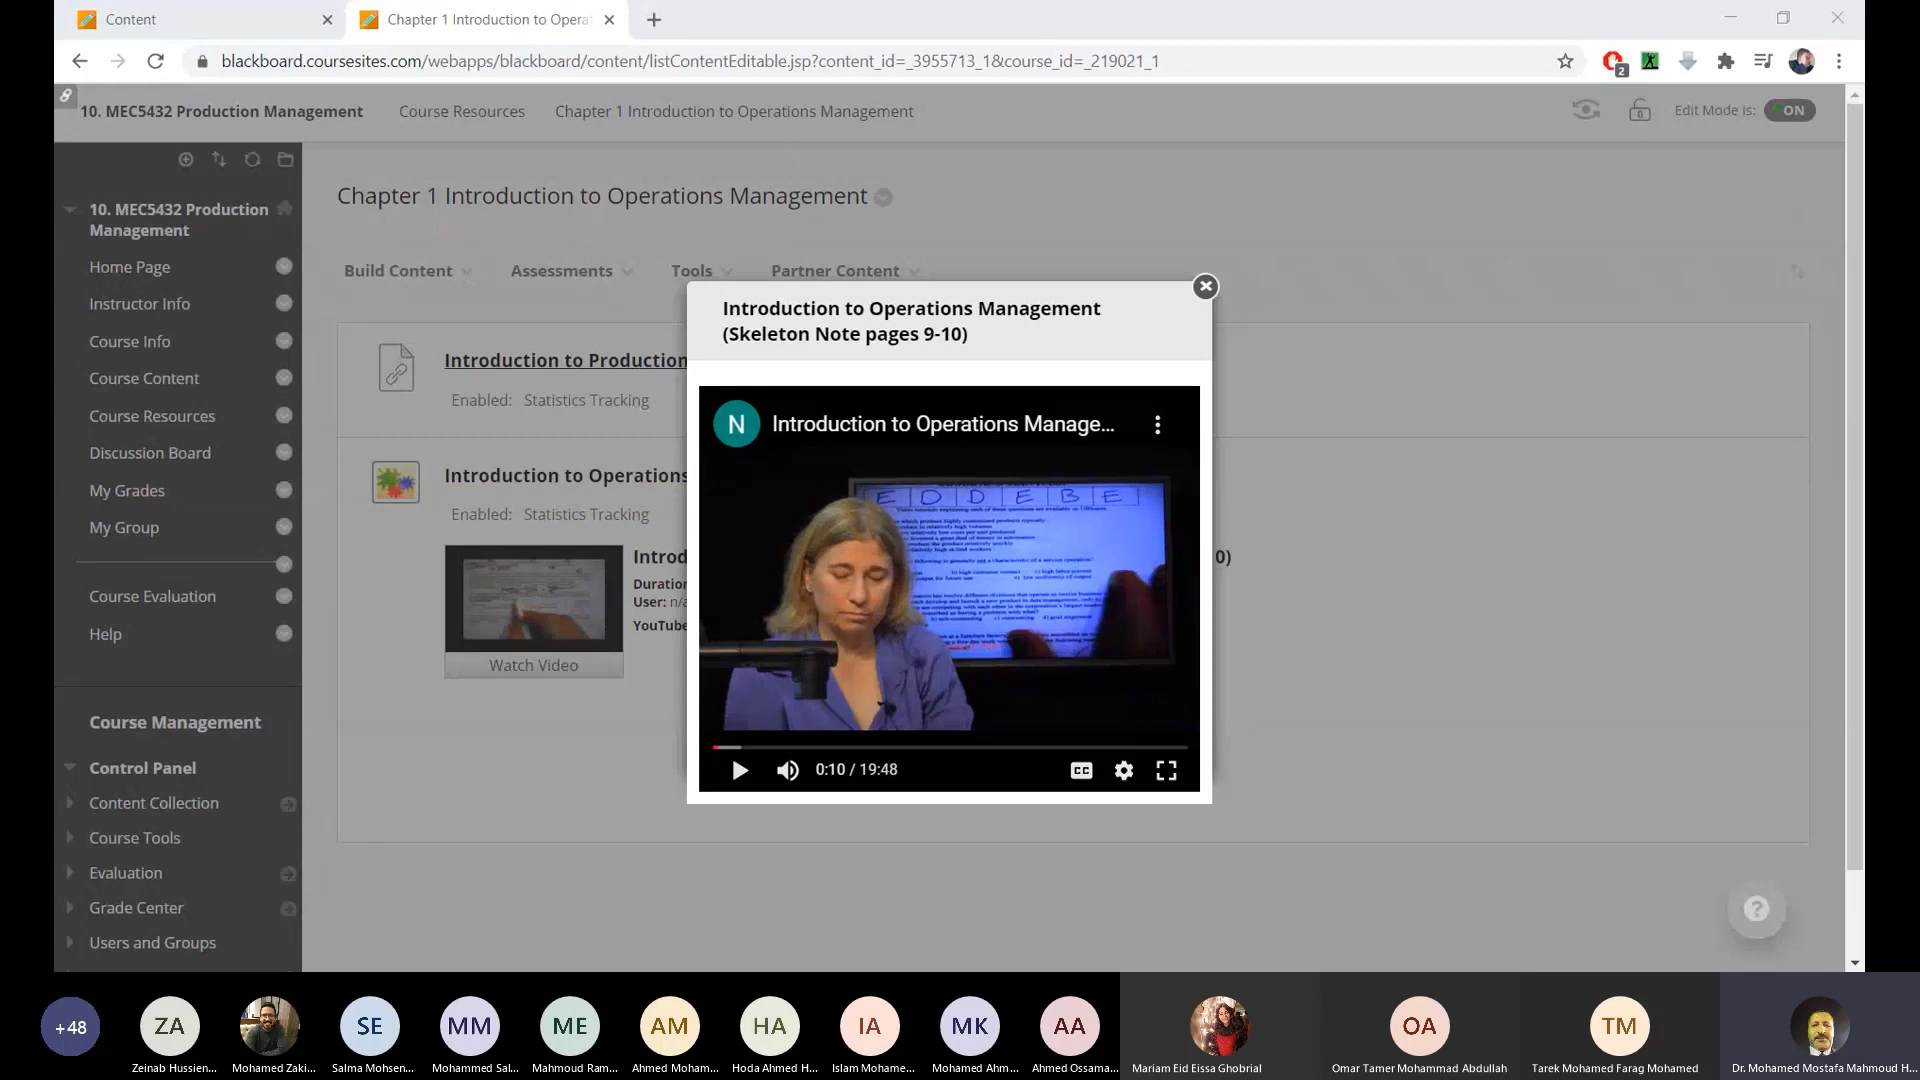 Content
Chapter 1 Introduction to Opera
blackboard.coursesites.com/webapps/blackboard/content/listContentEditable.jsp?content_id=_3955713_1&course_id=_219021_1
2
10. MEC5432 Production Management
Course Resources
Chapter 1 Introduction to Operations Management
Edit Mode is:
ON
10. MEC5432 Production
Management
Home Page
Instructor Info
Course Info
Course Content
Course Resources
Discussion Board
My Grades
My Group
Course Evaluation
Help
Course Management
Control Panel
Content Collection
Course Tools
Evaluation
Grade Center
Users and Groups
Chapter 1 Introduction to Operations Management
Build Content
Assessments
Tools
Partner Content
Introduction to Production
Enabled: Statistics Tracking
Introduction to Operations
Enabled: Statistics Tracking
Introd
0)
Duration
User: n/a
YouTube
Watch Video
Introduction to Operations Management
(Skeleton Note pages 9-10)
N
Introduction to Operations Manage...
E D D E B E
0:10 / 19:48
CC
?
+48
ZA
SE
MM
ME
AM
HA
IA
MK
AA
OA
TM
Zeinab Hussien...
Mohamed Zaki...
Salma Mohsen...
Mohammed Sal...
Mahmoud Ram...
Ahmed Moham...
Hoda Ahmed H...
Islam Mohame...
Mohamed Ahm...
Ahmed Ossama...
Mariam Eid Eissa Ghobrial
Omar Tamer Mohammad Abdullah
Tarek Mohamed Farag Mohamed
Dr. Mohamed Mostafa Mahmoud H...